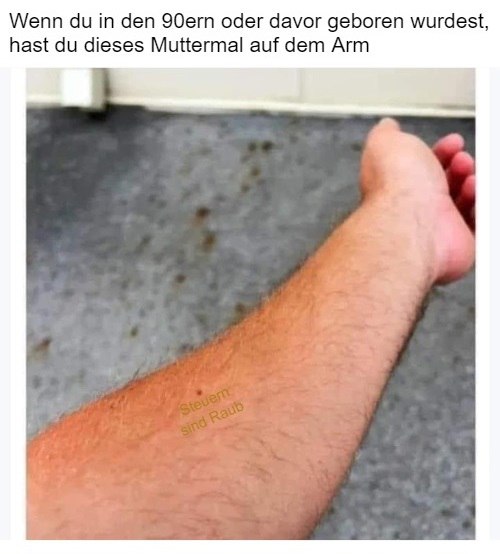 Wenn du in den 90ern oder davor geboren wurdest,
hast du dieses Muttermal auf dem Arm
Steuern
sind Raub